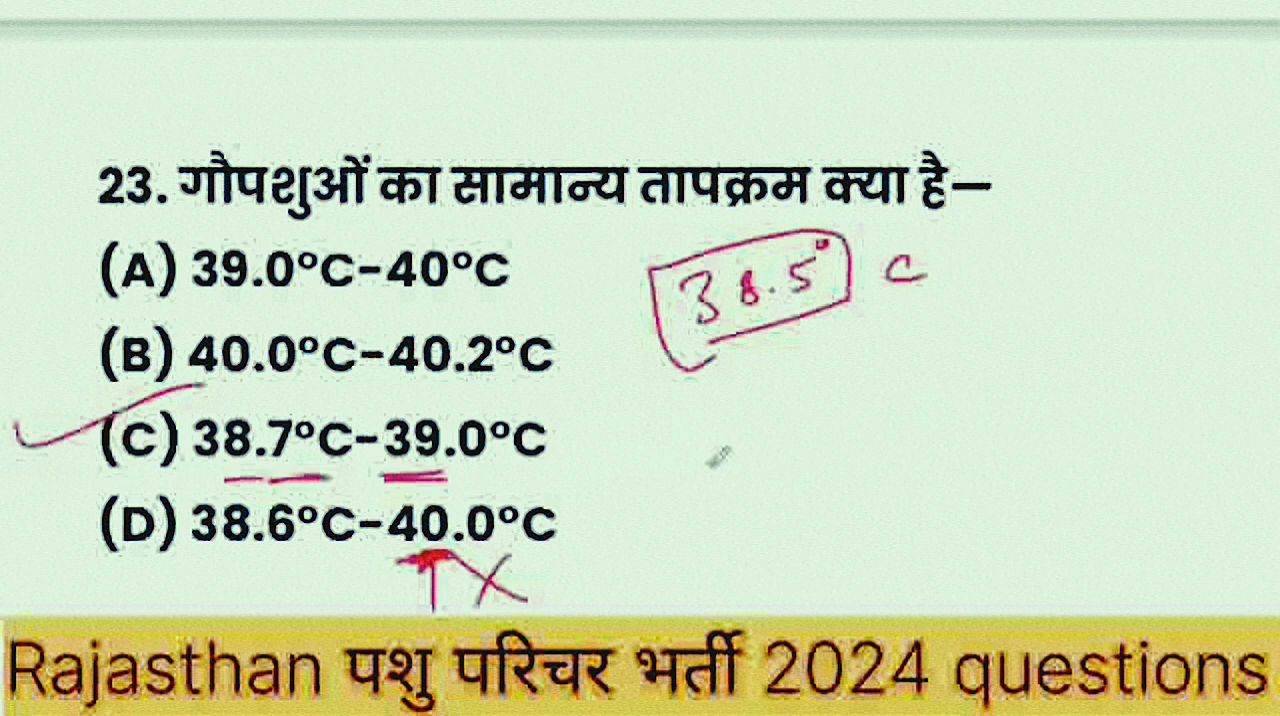 23. गौपशुओं का सामान्य तापक्रम क्या है—
(A) 39.0°C-40°C
38.5° C
(B) 40.0°C-40.2°C
(C) 38.7°C-39.0°C
(D) 38.6°C-40.0°C
Rajasthan पशु परिचर भर्ती 2024 questions